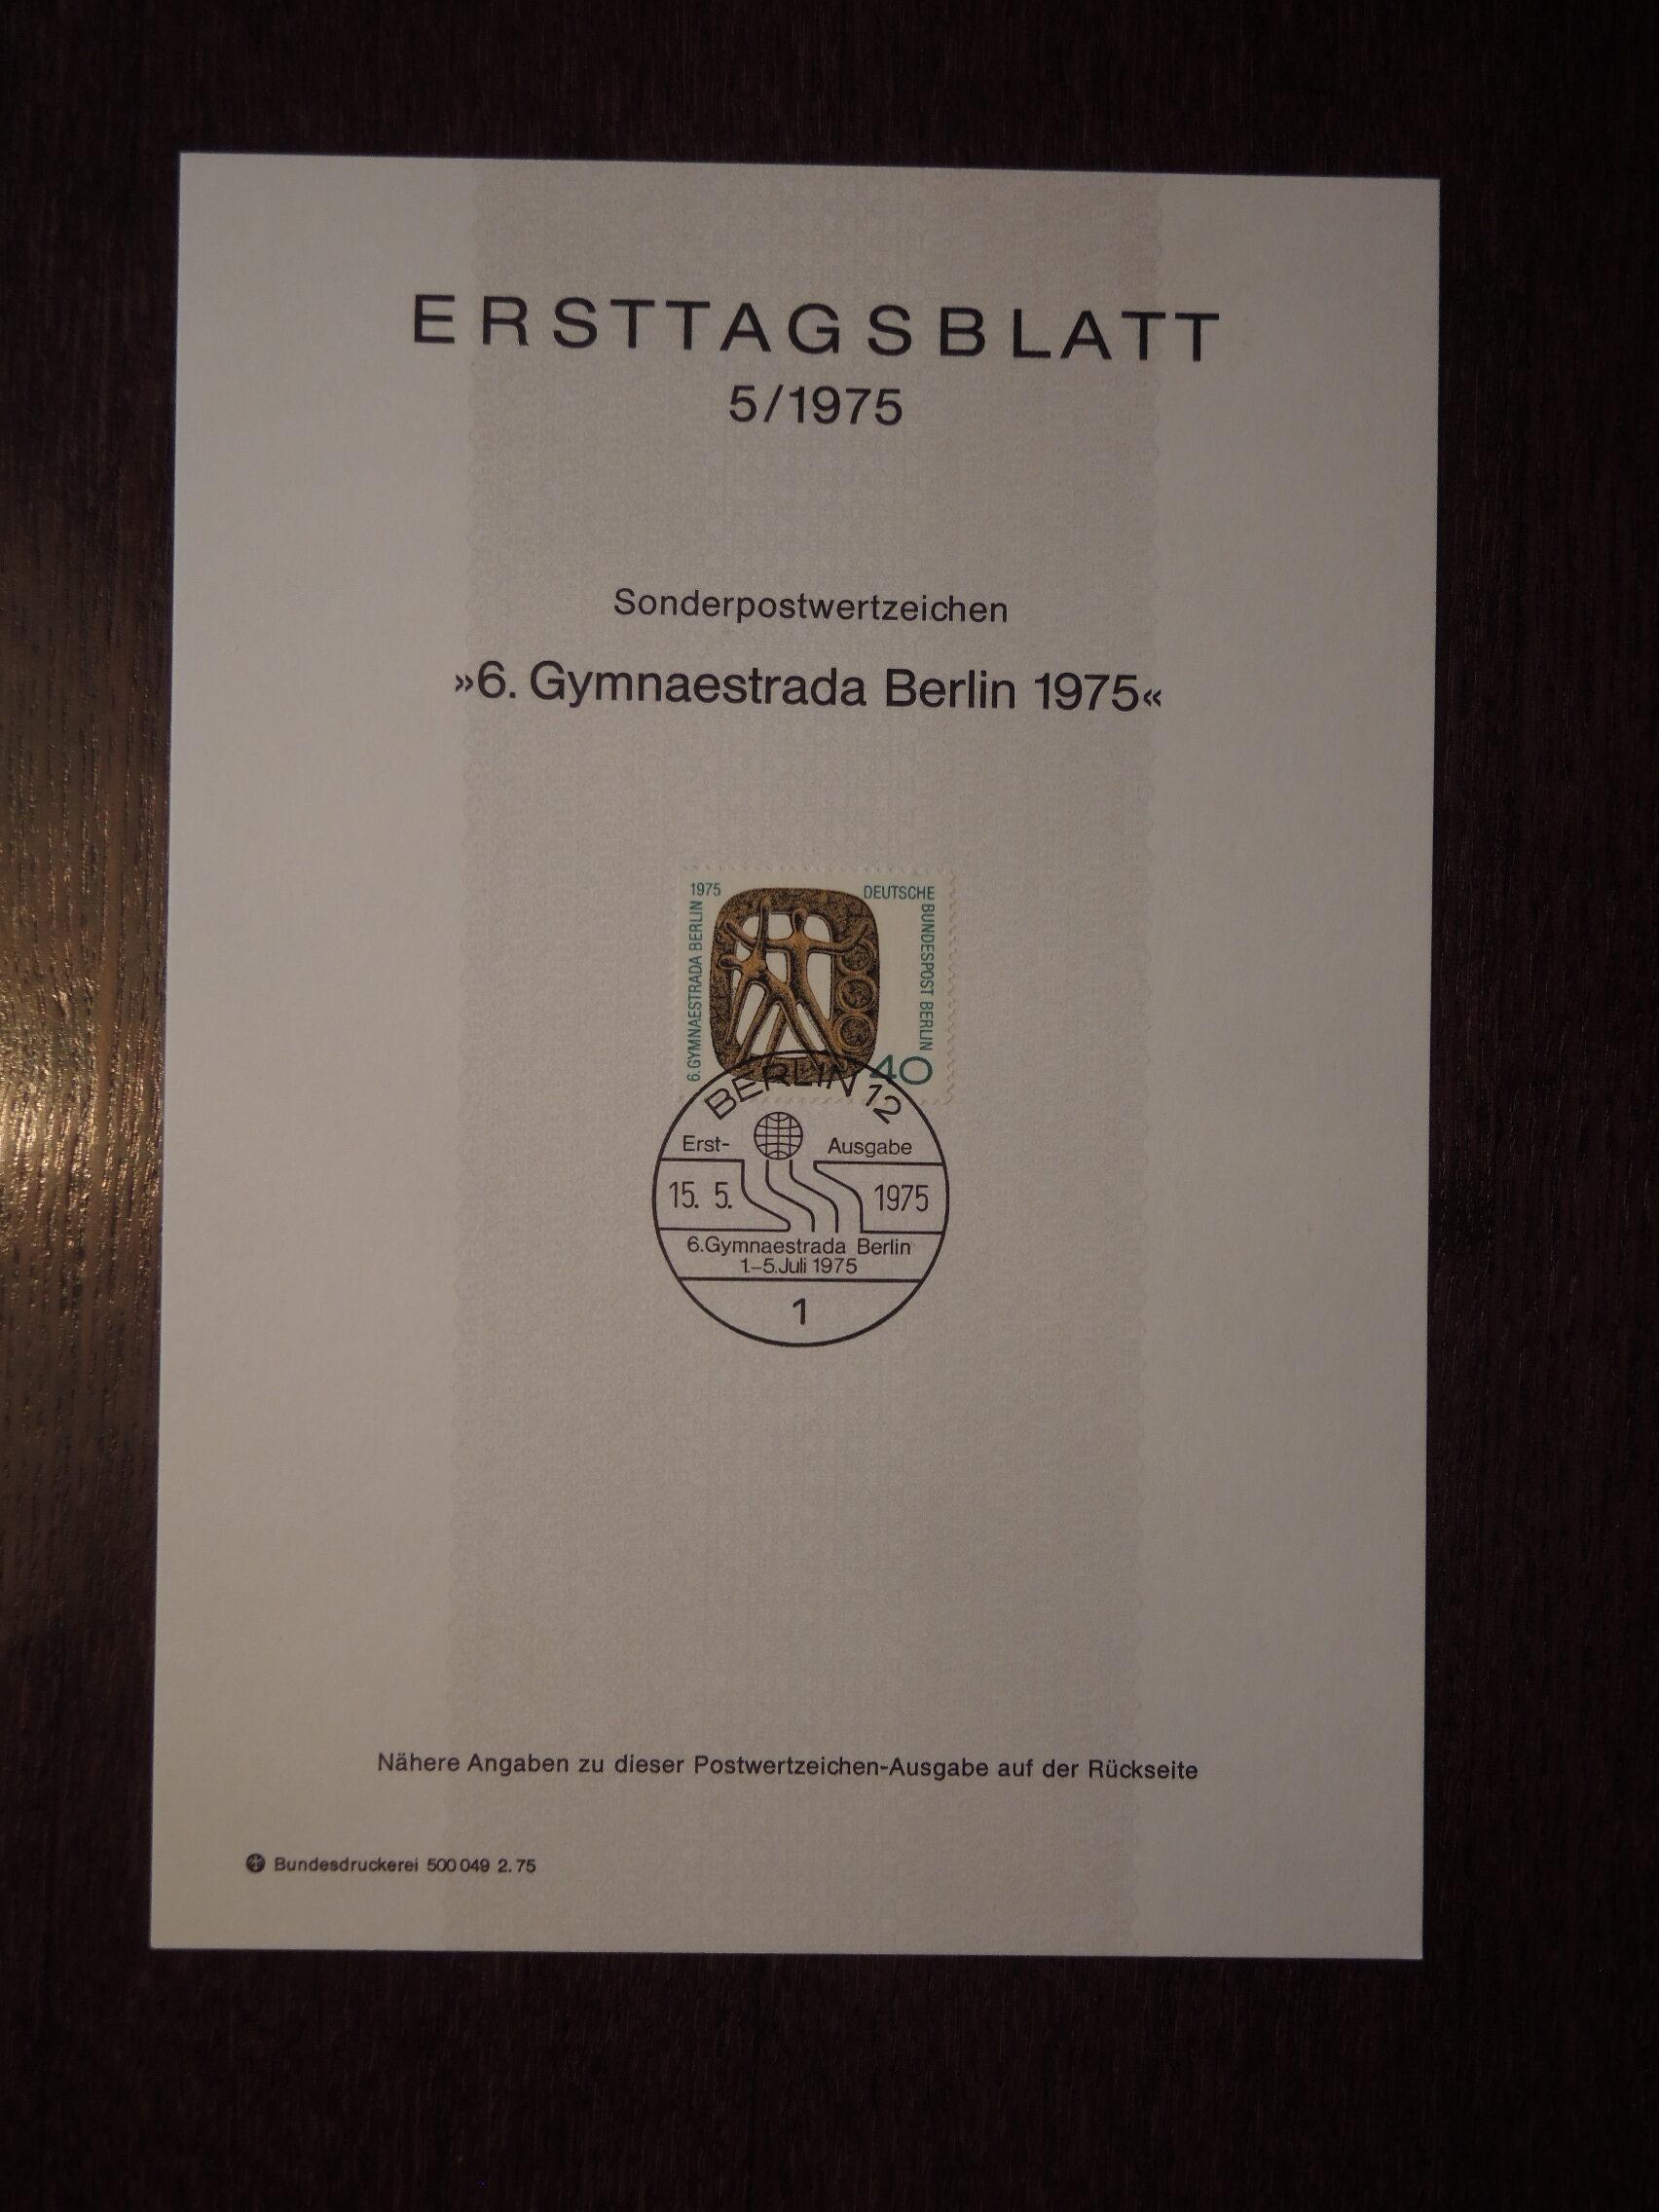 ERSTTAGSBLATT
5/1975
Sonderpostwertzeichen
»6. Gymnaestrada Berlin 1975«
1975
6.GYMNAESTRADA BERLIN
DEUTSCHE
BUNDESPOST BERLIN
40
BERLIN 12
Erst- Ausgabe
15. 5. 1975
6.Gymnaestrada Berlin
1.–5.Juli 1975
1
Nähere Angaben zu dieser Postwertzeichen-Ausgabe auf der Rückseite
Bundesdruckerei 500 049 2.75